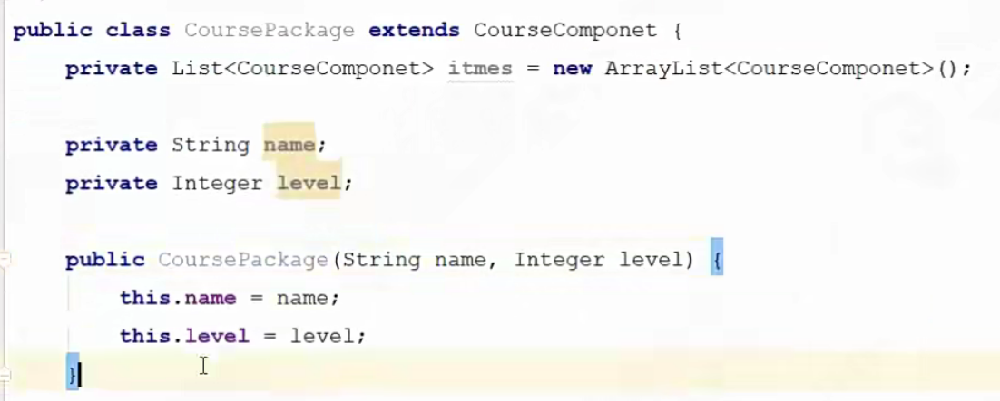 public class CoursePackage extends CourseComponet {
private List<CourseComponet> itmes = new ArrayList<CourseComponet>();
private String name;
private Integer level;
public CoursePackage(String name, Integer level) {
this.name = name;
this.level = level;
}